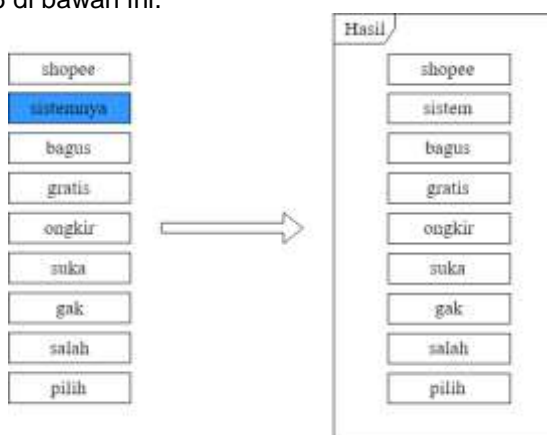 di bawah ini.
shopee
sistemnya
bagus
gratis
ongkir
suka
gak
salah
pilih
Hasil
shopee
sistem
bagus
gratis
ongkir
suka
gak
salah
pilih